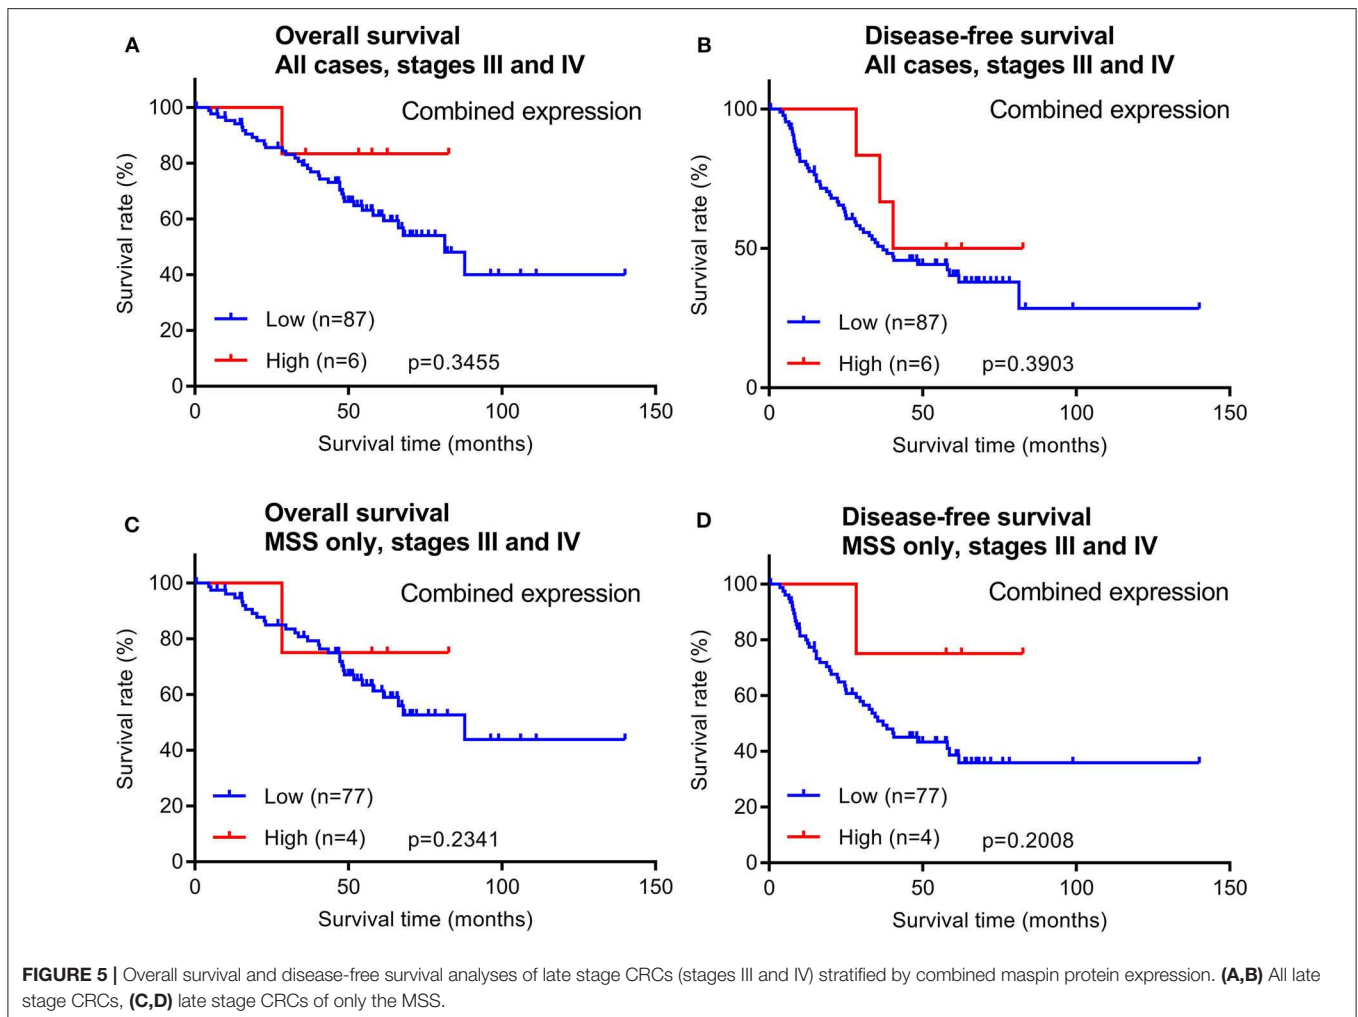 A
Overall survival
All cases, stages III and IV
Combined expression
Survival rate (%)
100
80
60
40
20
0
Low (n=87)
High (n=6)
p=0.3455
0
50
100
150
Survival time (months)
B
Disease-free survival
All cases, stages III and IV
Combined expression
Survival rate (%)
100
50
0
Low (n=87)
High (n=6)
p=0.3903
0
50
100
150
Survival time (months)
C
Overall survival
MSS only, stages III and IV
Combined expression
Survival rate (%)
100
80
60
40
20
0
Low (n=77)
High (n=4)
p=0.2341
0
50
100
150
Survival time (months)
D
Disease-free survival
MSS only, stages III and IV
Combined expression
Survival rate (%)
100
80
60
40
20
0
Low (n=77)
High (n=4)
p=0.2008
0
50
100
150
Survival time (months)
FIGURE 5 | Overall survival and disease-free survival analyses of late stage CRCs (stages III and IV) stratified by combined maspin protein expression. (A,B) All late
stage CRCs, (C,D) late stage CRCs of only the MSS.